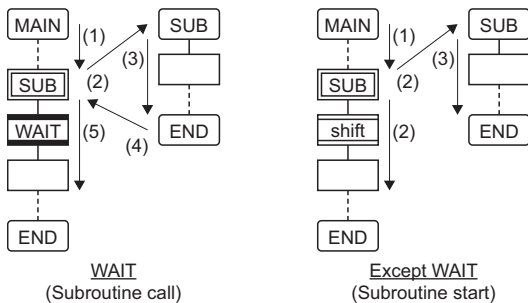 MAIN
(1)
SUB
(2)
(3)
SUB
WAIT
(5)
(4)
END
END
WAIT
(Subroutine call)
MAIN
(1)
SUB
(2)
(3)
SUB
shift
(2)
END
END
Except WAIT
(Subroutine start)